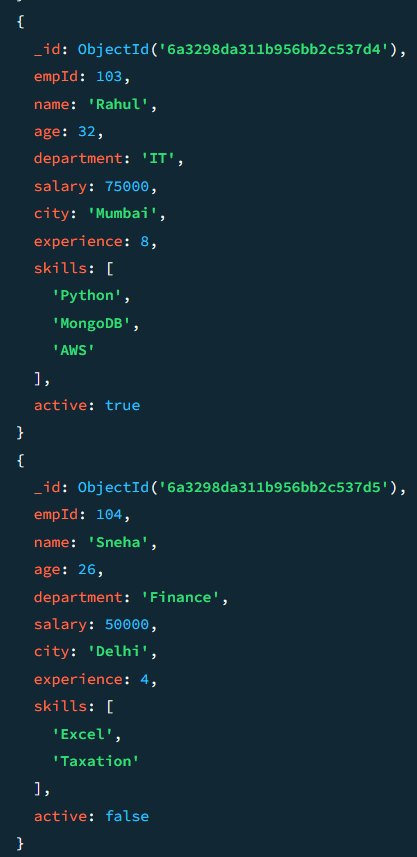 {
  _id: ObjectId('6a3298da311b956bb2c537d4'),
  empId: 103,
  name: 'Rahul',
  age: 32,
  department: 'IT',
  salary: 75000,
  city: 'Mumbai',
  experience: 8,
  skills: [
    'Python',
    'MongoDB',
    'AWS'
  ],
  active: true
}
{
  _id: ObjectId('6a3298da311b956bb2c537d5'),
  empId: 104,
  name: 'Sneha',
  age: 26,
  department: 'Finance',
  salary: 50000,
  city: 'Delhi',
  experience: 4,
  skills: [
    'Excel',
    'Taxation'
  ],
  active: false
}